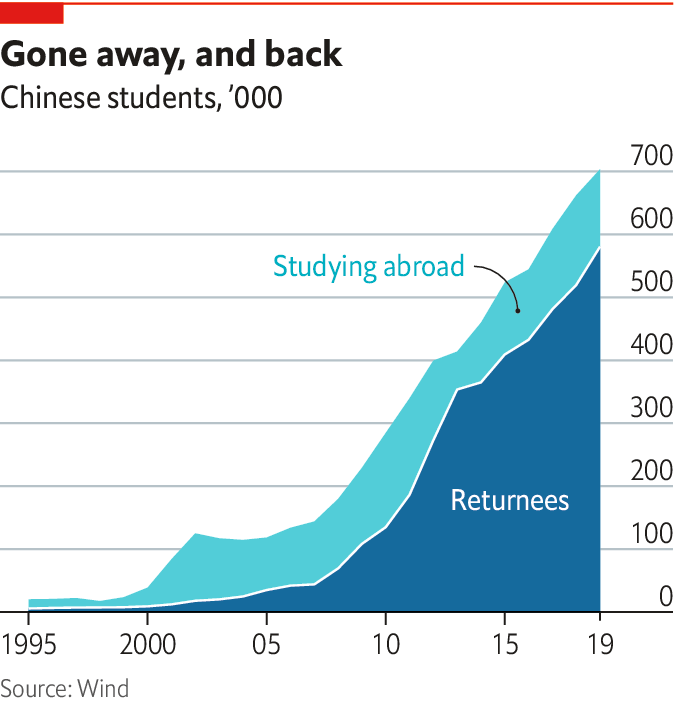 Gone away, and back
Chinese students, ’000
700
600
Studying abroad
500
400
300
200
Returnees
100
0
1995 2000 05 10 15 19
Source: Wind